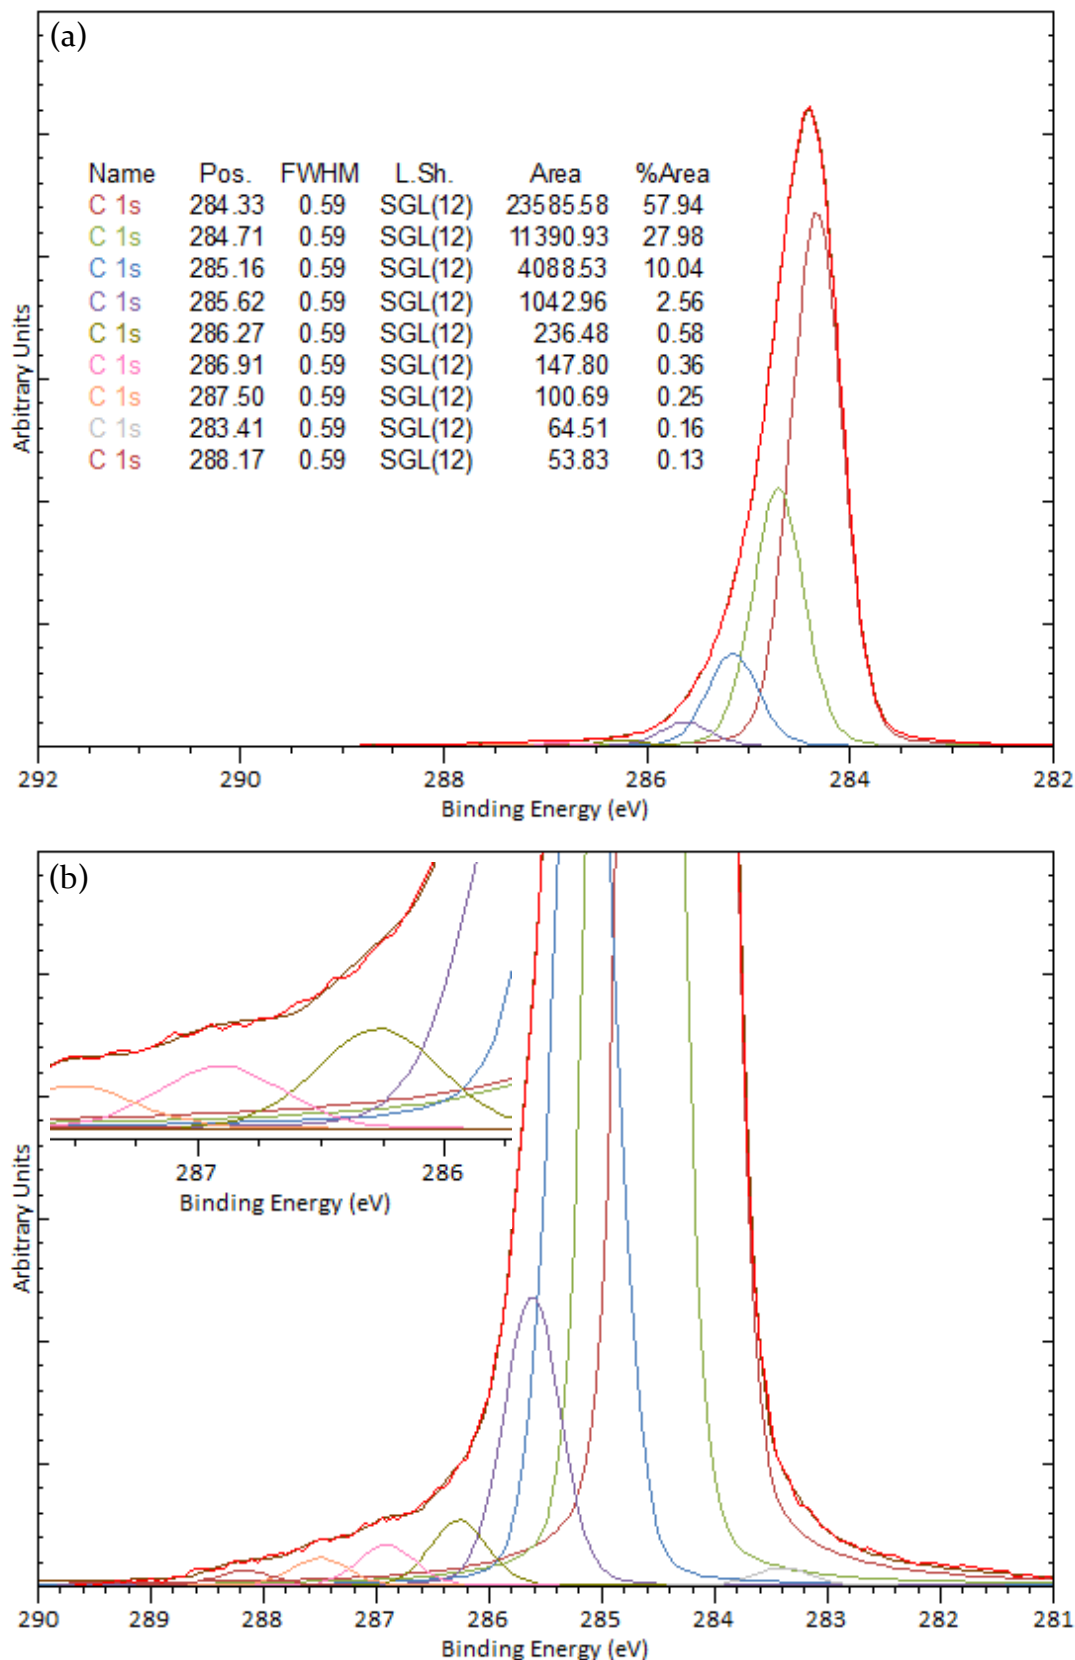 (a)
Name Pos. FWHM L.Sh. Area %Area
C 1s 284.33 0.59 SGL(12) 23585.58 57.94
C 1s 284.71 0.59 SGL(12) 11390.93 27.98
C 1s 285.16 0.59 SGL(12) 4088.53 10.04
C 1s 285.62 0.59 SGL(12) 1042.96 2.56
C 1s 286.27 0.59 SGL(12) 236.48 0.58
C 1s 286.91 0.59 SGL(12) 147.80 0.36
C 1s 287.50 0.59 SGL(12) 100.69 0.25
C 1s 283.41 0.59 SGL(12) 64.51 0.16
C 1s 288.17 0.59 SGL(12) 53.83 0.13
Arbitrary Units
292 290 288 286 284 282
Binding Energy (eV)
(b)
287 286
Binding Energy (eV)
Arbitrary Units
290 289 288 287 286 285 284 283 282 281
Binding Energy (eV)